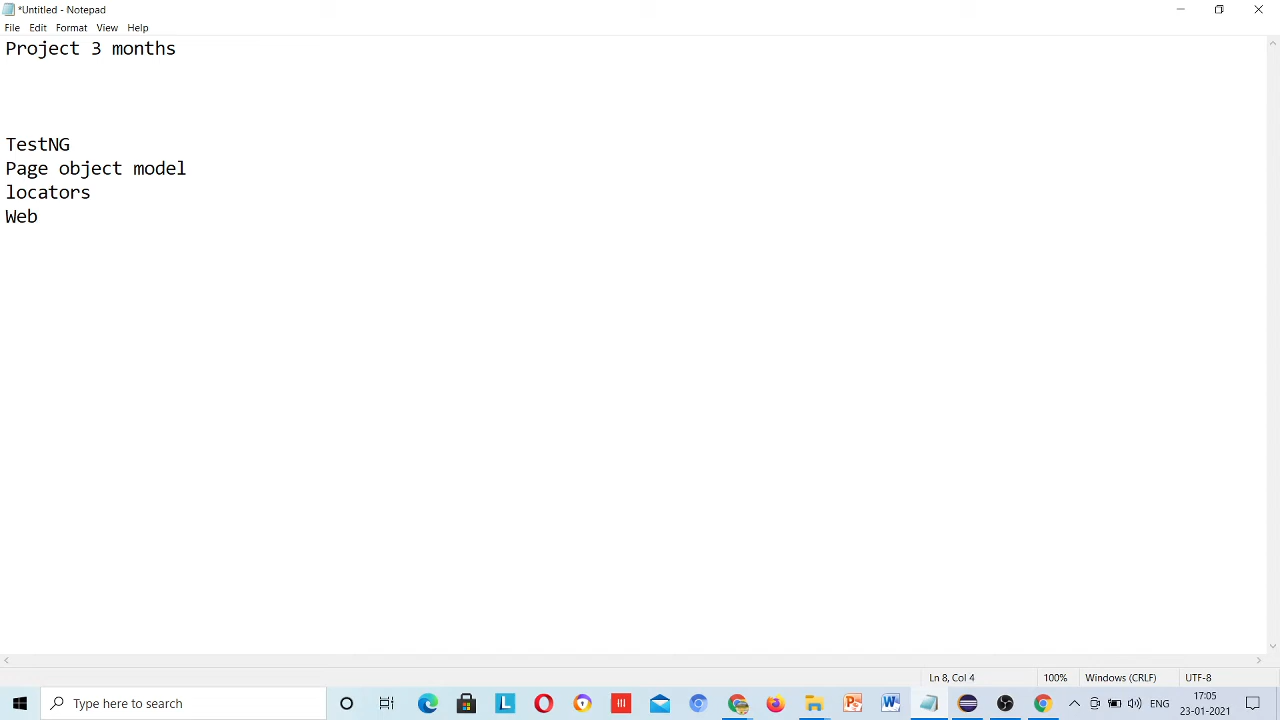 *Untitled - Notepad
File Edit Format View Help
Project 3 months
TestNG
Page object model
locators
Web
Ln 8, Col 4 100% Windows (CRLF) UTF-8
Type here to search
ENG 17:05
23-01-2021